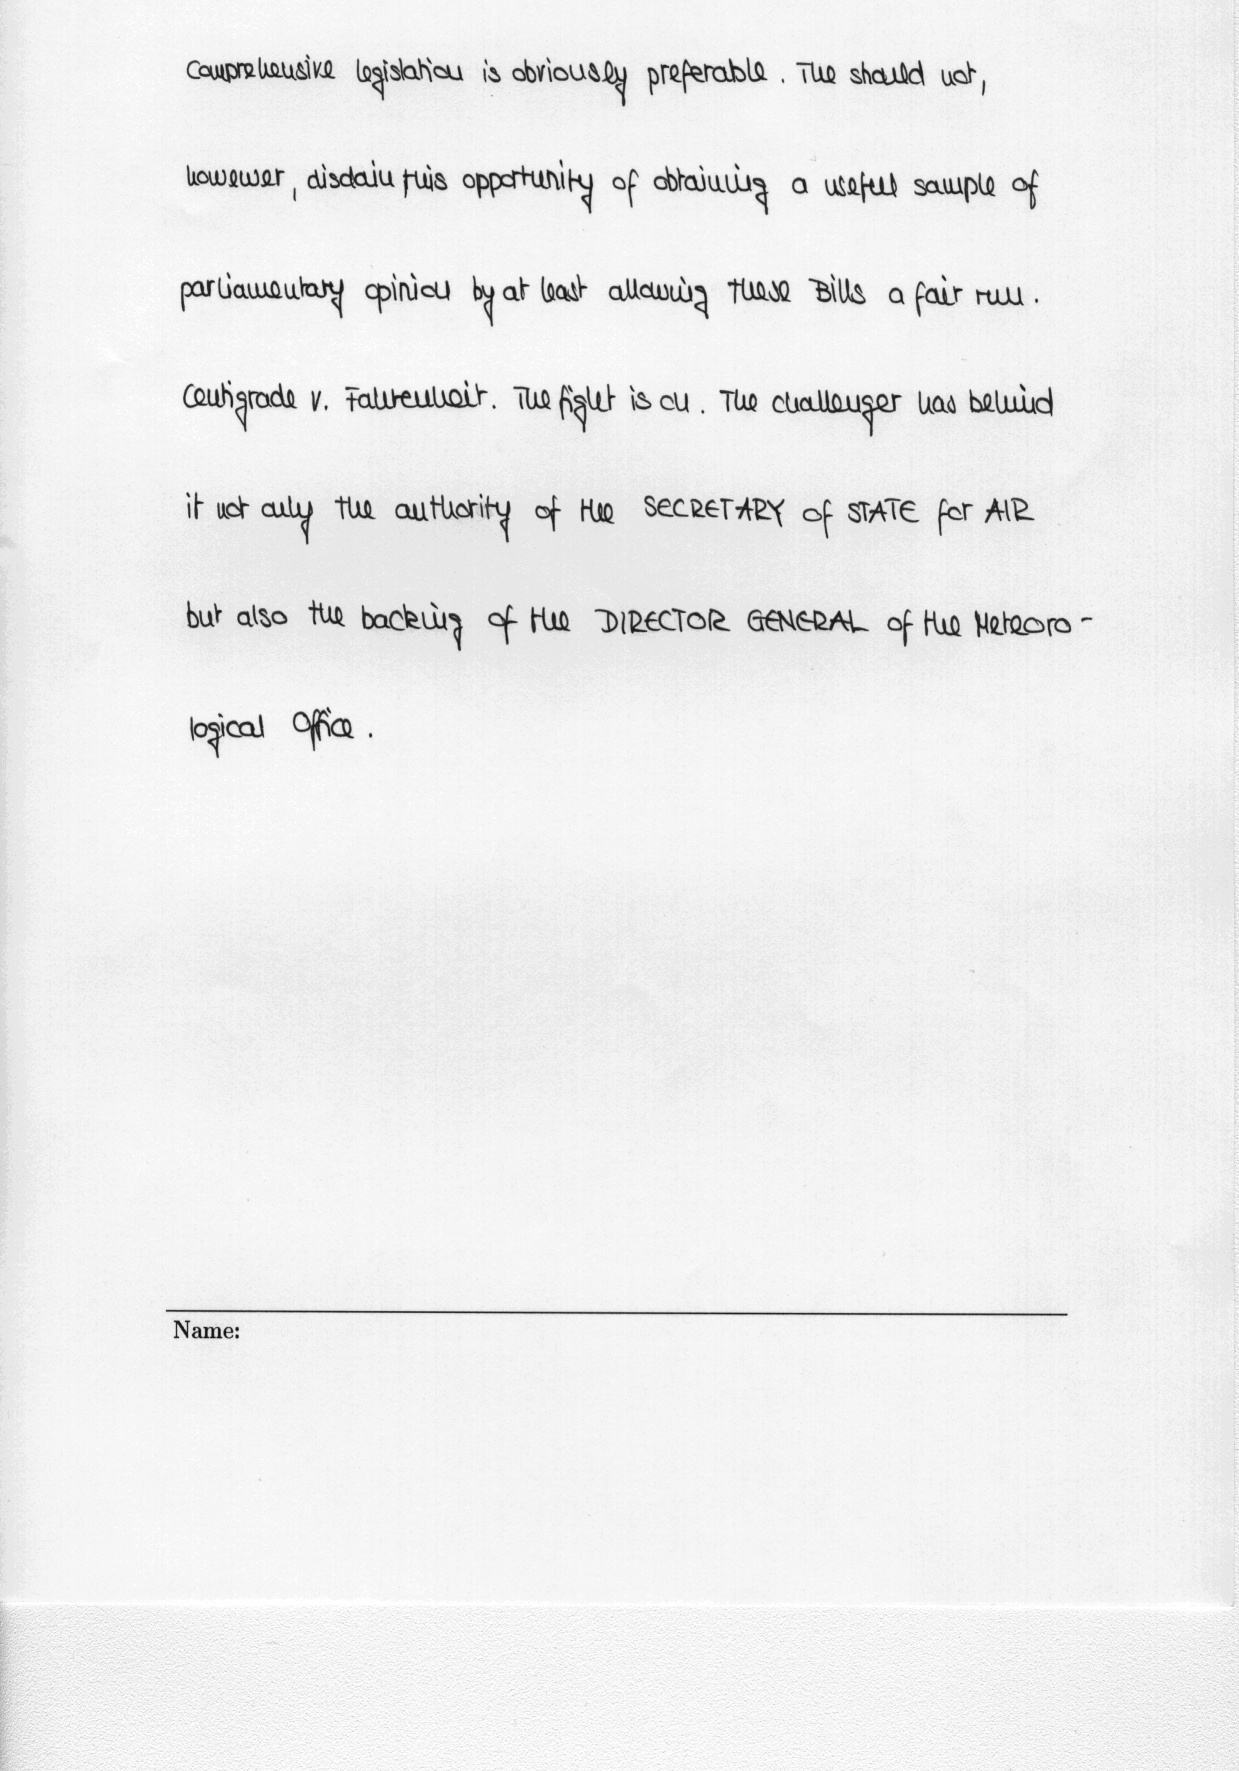 Comprehensive legislation is obviously preferable. The should not,
however, disdain this opportunity of obtaining a useful sample of
parliamentary opinion by at least allowing these Bills a fair run.
Centigrade v. Fahrenheit. The fight is on. The challenger has behind
it not only the authority of the SECRETARY of STATE for AIR
but also the backing of the DIRECTOR GENERAL of the Meteoro-
logical Office.
Name: